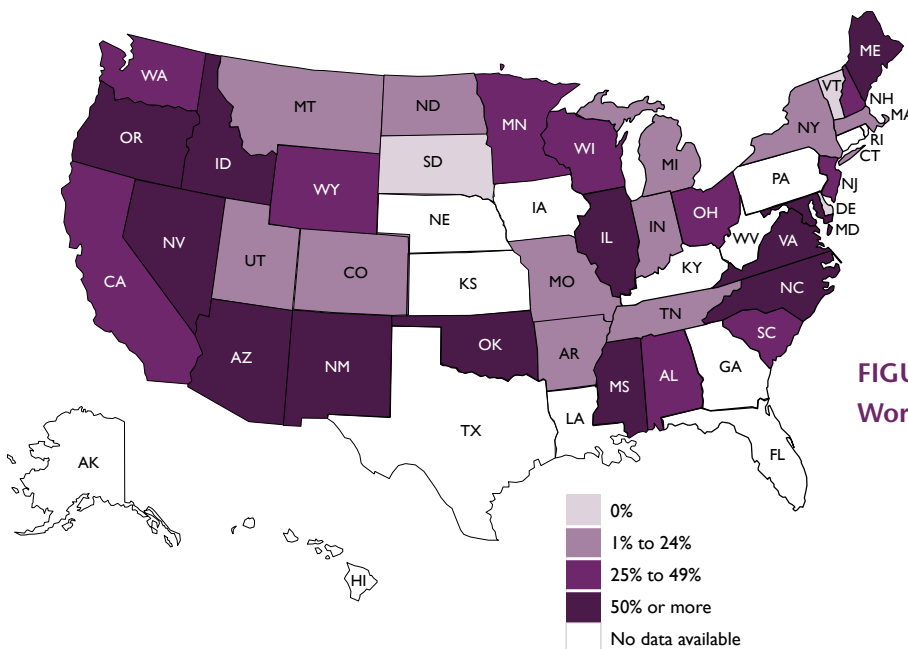 ME
WA
VT
MT
ND
NH
MA
OR
MN
NY
ID
WI
RI
SD
MI
CT
WY
PA
NJ
IA
NE
OH
DE
NV
IL
IN
WV
MD
UT
VA
CO
CA
KS
MO
KY
NC
TN
OK
SC
AZ
NM
AR
GA
MS
AL
FIGU
Wor
TX
LA
FL
AK
0%
1% to 24%
25% to 49%
HI
50% or more
No data available